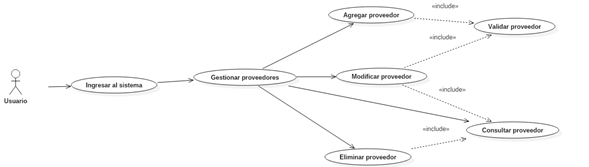 «include»
Agregar proveedor
Validar proveedor
«include»
Usuario
Ingresar al sistema
Gestionar proveedores
Modificar proveedor
«include»
«include»
Consultar proveedor
Eliminar proveedor